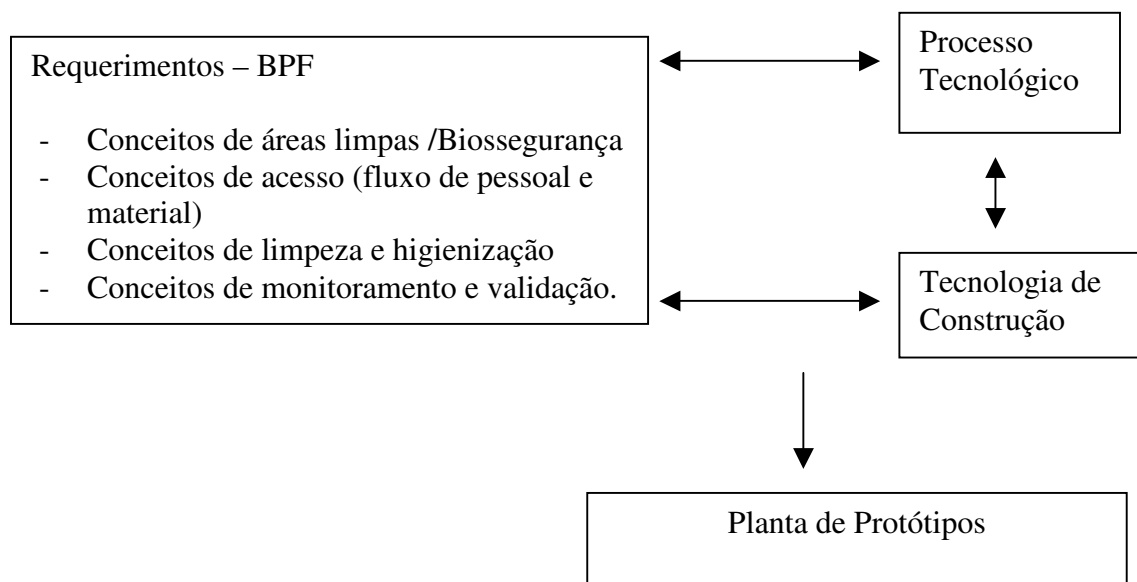 Requerimentos – BPF
- Conceitos de áreas limpas /Biossegurança
- Conceitos de acesso (fluxo de pessoal e
material)
- Conceitos de limpeza e higienização
- Conceitos de monitoramento e validação.
Processo
Tecnológico
Tecnologia de
Construção
Planta de Protótipos